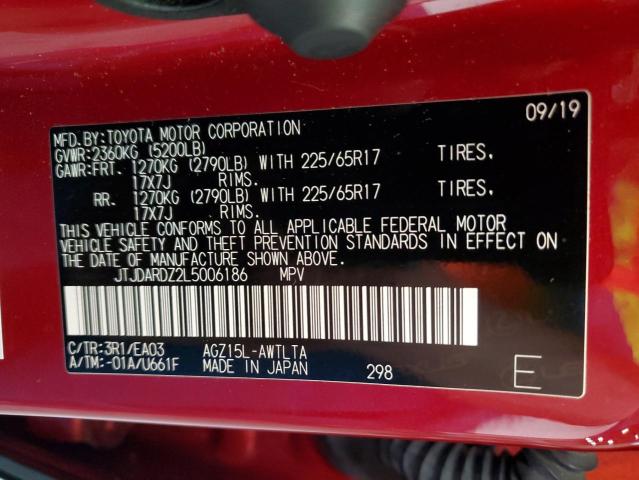 09/19
MFD.BY:TOYOTA MOTOR CORPORATION
GVWR:2360KG (5200LB)
GAWR:FRT. 1270KG (2790LB) WITH 225/65R17 TIRES,
17X7J RIMS.
RR. 1270KG (2790LB) WITH 225/65R17 TIRES,
17X7J RIMS.
THIS VEHICLE CONFORMS TO ALL APPLICABLE FEDERAL MOTOR
VEHICLE SAFETY AND THEFT PREVENTION STANDARDS IN EFFECT ON
THE DATE OF MANUFACTURE SHOWN ABOVE.
JTJDARDZ2L5006186 MPV
C/TR:3R1/EA03 AGZ15L-AWTLTA
A/TM:-01A/U661F MADE IN JAPAN 298 E